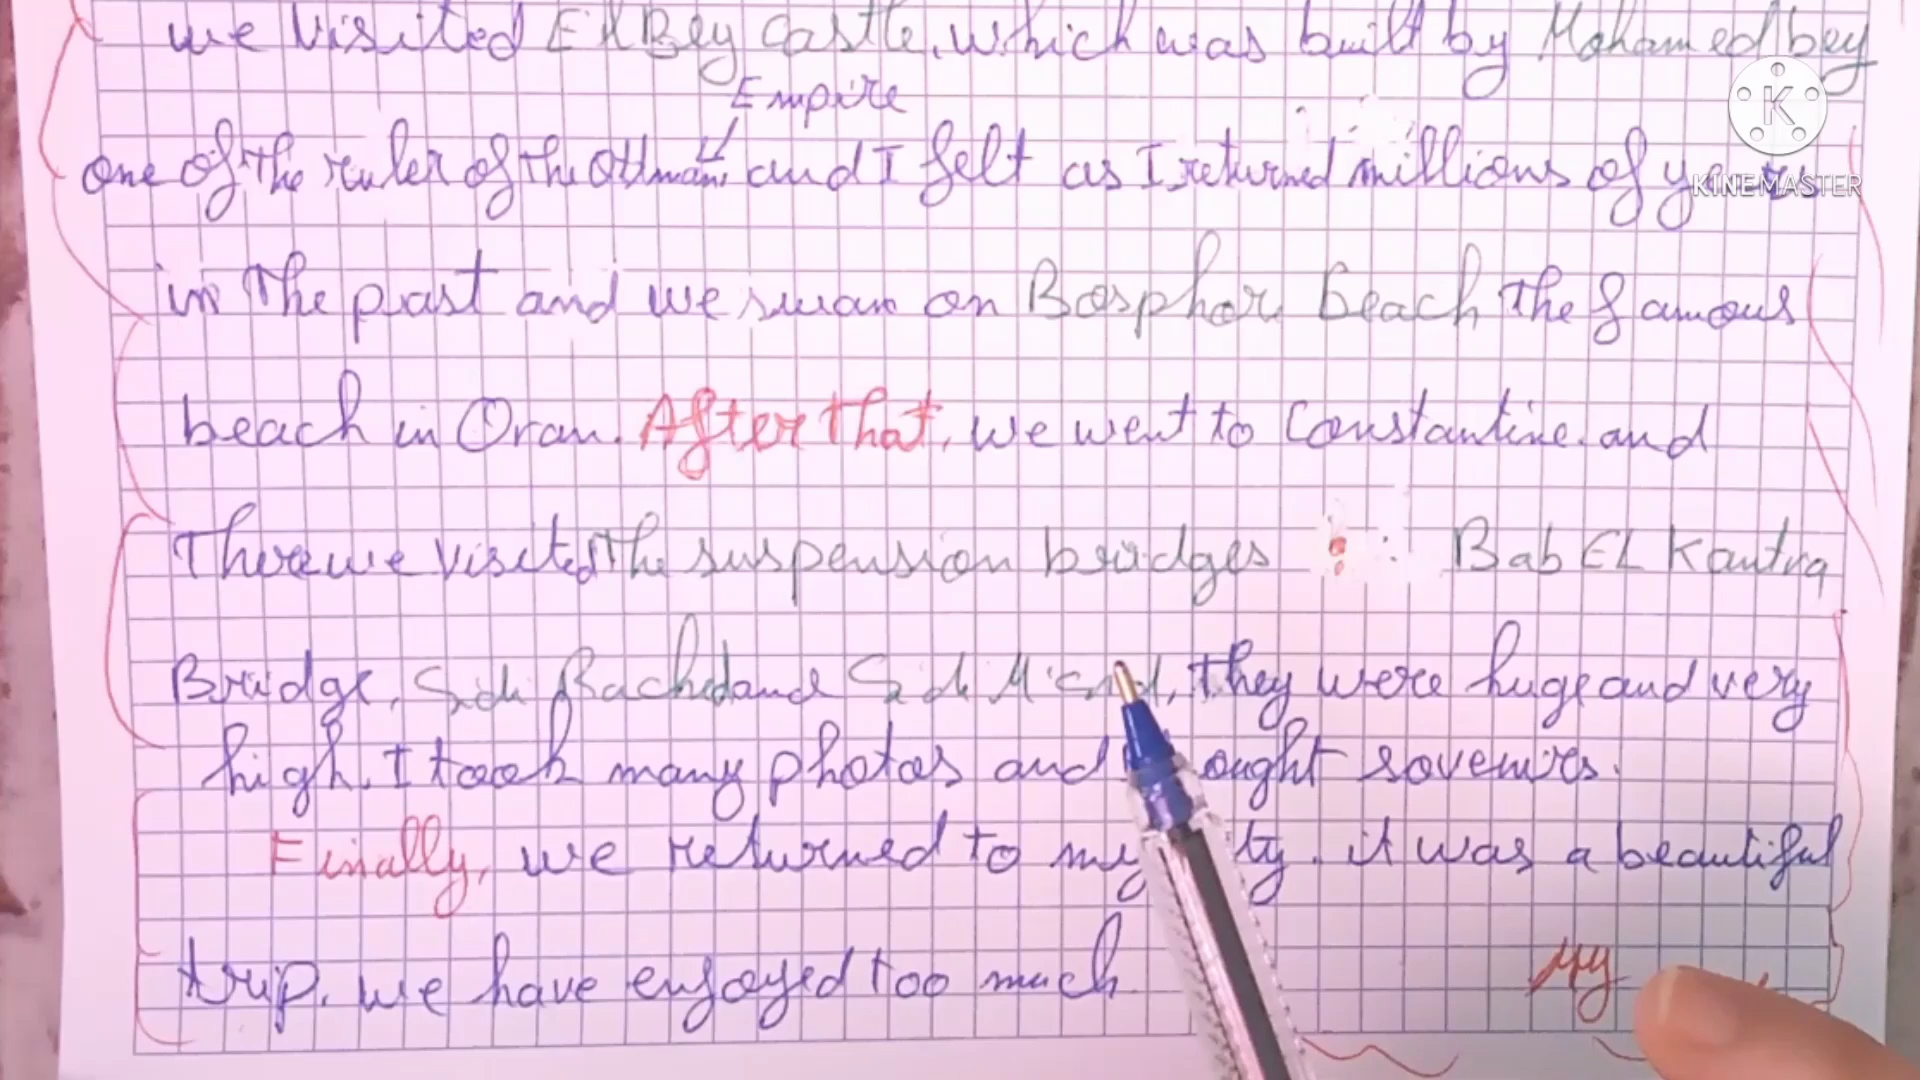 we visited El Bey Castle, which was built by Mohamed bey
Empire
one of the ruler of the Ottman, and I felt as I returned millions of years
KINEMASTER
in the past and we swam on Bosphor Beach the famous
beach in Oran. After that, we went to Constantine and
There we visited the suspension bridges : Bab EL Kantra
Bridge, Sidi Rached and Sidi M'cid, they were huge and very
high. I took many photos and ought sovenirs.
Finally, we returned to my ty. it was a beautiful
trip. we have enjoyed too much
My